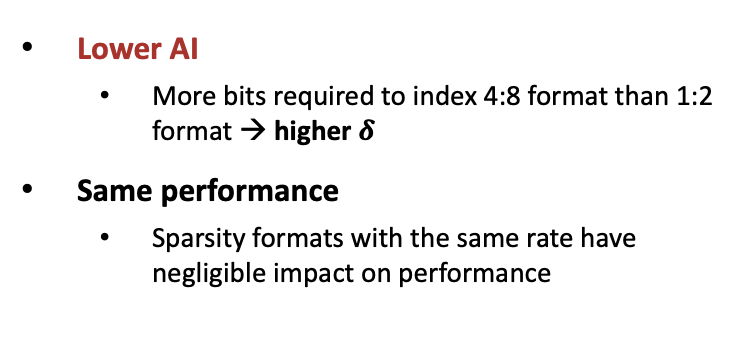 • Lower AI
• More bits required to index 4:8 format than 1:2
format → higher δ
• Same performance
• Sparsity formats with the same rate have
negligible impact on performance